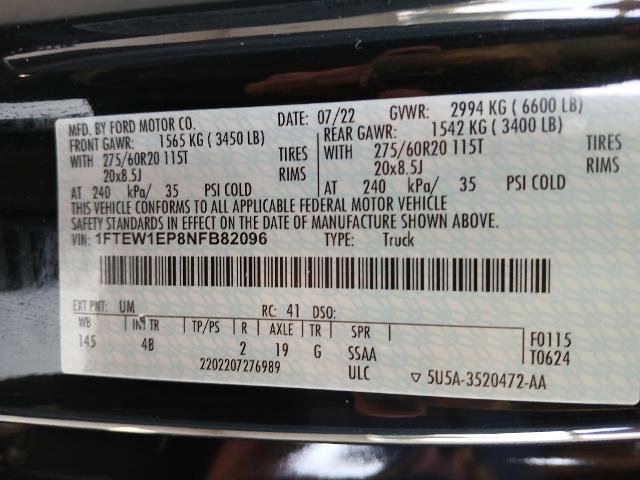 MFD. BY FORD MOTOR CO. DATE: 07/22 GVWR: 2994 KG ( 6600 LB)
FRONT GAWR: 1565 KG ( 3450 LB) REAR GAWR: 1542 KG ( 3400 LB)
WITH 275/60R20 115T TIRES WITH 275/60R20 115T TIRES
20x8.5J RIMS 20x8.5J RIMS
AT 240 kPa/ 35 PSI COLD AT 240 kPa/ 35 PSI COLD
THIS VEHICLE CONFORMS TO ALL APPLICABLE FEDERAL MOTOR VEHICLE
SAFETY STANDARDS IN EFFECT ON THE DATE OF MANUFACTURE SHOWN ABOVE.
VIN: 1FTEW1EP8NFB82096 TYPE: Truck
EXT PNT: UM RC: 41 DSO:
WB INT TR TP/PS R AXLE TR SPR F0115
145 4B 2 19 G SSAA T0624
2202207276989 ULC ▽ 5U5A-3520472-AA